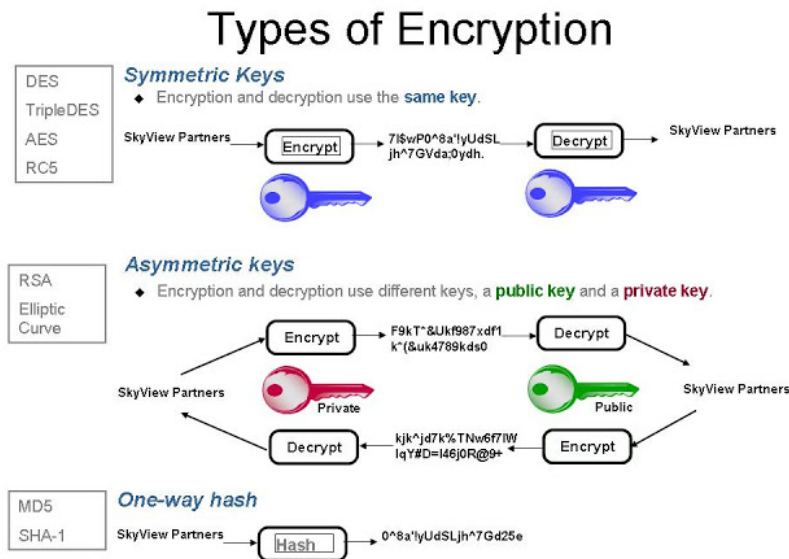 Types of Encryption
DES
TripleDES
AES
RC5
Symmetric Keys
◆ Encryption and decryption use the same key.
SkyView Partners
Encrypt
7I$wP0^8a'!yUdSL
jh^7GVda;0ydh.
Decrypt
SkyView Partners
RSA
Elliptic
Curve
Asymmetric keys
◆ Encryption and decryption use different keys, a public key and a private key.
Encrypt
F9kT*&Ukf987xdf1
k*(&uk4789kds0
Decrypt
SkyView Partners
Private
Public
SkyView Partners
Decrypt
kjk^jd7k%TNw6f7IW
IqY#D=I46j0R@9+
Encrypt
MD5
SHA-1
One-way hash
SkyView Partners
Hash
0^8a'!yUdSLjh^7Gd25e